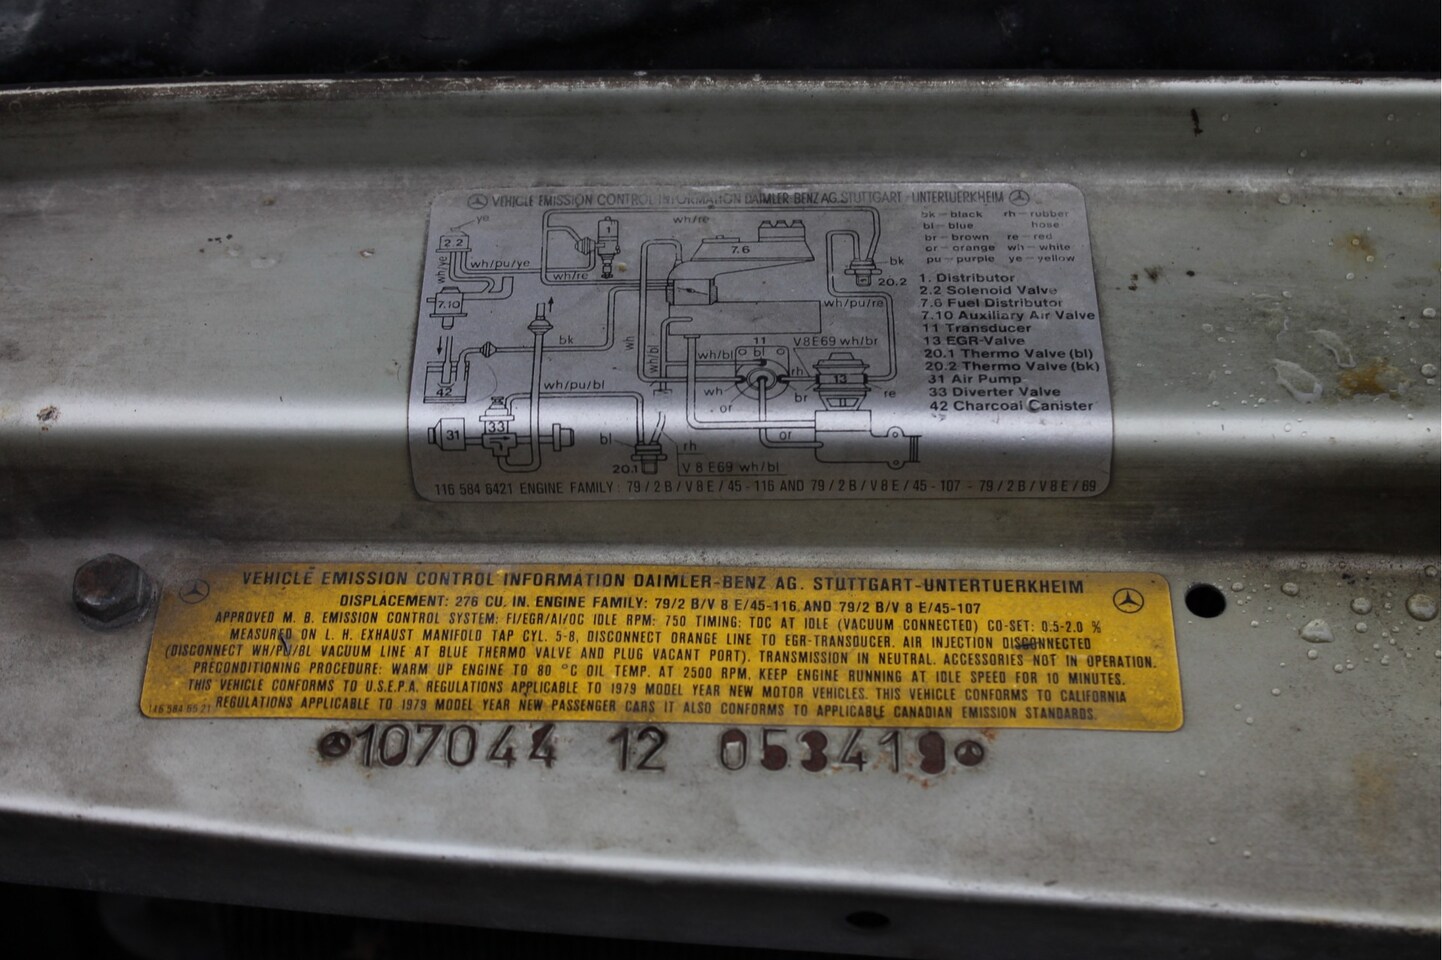 VEHICLE EMISSION CONTROL INFORMATION DAIMLER BENZ AG. STUTTGART - UNTERTUERKHEIM
bk - black rh - rubber
bl - blue hose
br - brown re - red
or - orange wh - white
pu - purple ye - yellow
1. Distributor
2.2 Solenoid Valve
7.6 Fuel Distributor
7.10 Auxiliary Air Valve
11 Transducer
13 EGR-Valve
20.1 Thermo Valve (bl)
20.2 Thermo Valve (bk)
31 Air Pump
33 Diverter Valve
42 Charcoal Canister
ye
2.2
wh/ye
wh/pu/ye
7.10
42
1
wh/re
wh/re
7.6
bk
20.2
wh/pu/re
bk
wh
wh/bl
wh/bl
11
bl
V8E69 wh/br
rh
13
wh
or
br
re
wh/pu/bl
31
33
bl
20.1
rh
V 8 E69 wh/bl
or
116 584 6421 ENGINE FAMILY: 79 / 2 B / V 8 E / 45 - 116 AND 79 / 2 B / V 8 E / 45 - 107 - 79 / 2 B / V 8 E / 69
VEHICLE EMISSION CONTROL INFORMATION DAIMLER-BENZ AG. STUTTGART-UNTERTUERKHEIM
DISPLACEMENT: 276 CU. IN. ENGINE FAMILY: 79/2 B/V 8 E/45-116 AND 79/2 B/V 8 E/45-107
APPROVED M. B. EMISSION CONTROL SYSTEM: FI/EGR/AI/OC IDLE RPM: 750 TIMING: TDC AT IDLE (VACUUM CONNECTED) CO-SET: 0.5-2.0 %
MEASURED ON L. H. EXHAUST MANIFOLD TAP CYL. 5-8, DISCONNECT ORANGE LINE TO EGR-TRANSDUCER. AIR INJECTION DISCONNECTED
(DISCONNECT WH/PU/BL VACUUM LINE AT BLUE THERMO VALVE AND PLUG VACANT PORT). TRANSMISSION IN NEUTRAL. ACCESSORIES NOT IN OPERATION.
PRECONDITIONING PROCEDURE: WARM UP ENGINE TO 80 °C OIL TEMP. AT 2500 RPM, KEEP ENGINE RUNNING AT IDLE SPEED FOR 10 MINUTES.
THIS VEHICLE CONFORMS TO U.S.E.P.A. REGULATIONS APPLICABLE TO 1979 MODEL YEAR NEW MOTOR VEHICLES. THIS VEHICLE CONFORMS TO CALIFORNIA
REGULATIONS APPLICABLE TO 1979 MODEL YEAR NEW PASSENGER CARS IT ALSO CONFORMS TO APPLICABLE CANADIAN EMISSION STANDARDS.
116 584 65 21
107044 12 053419